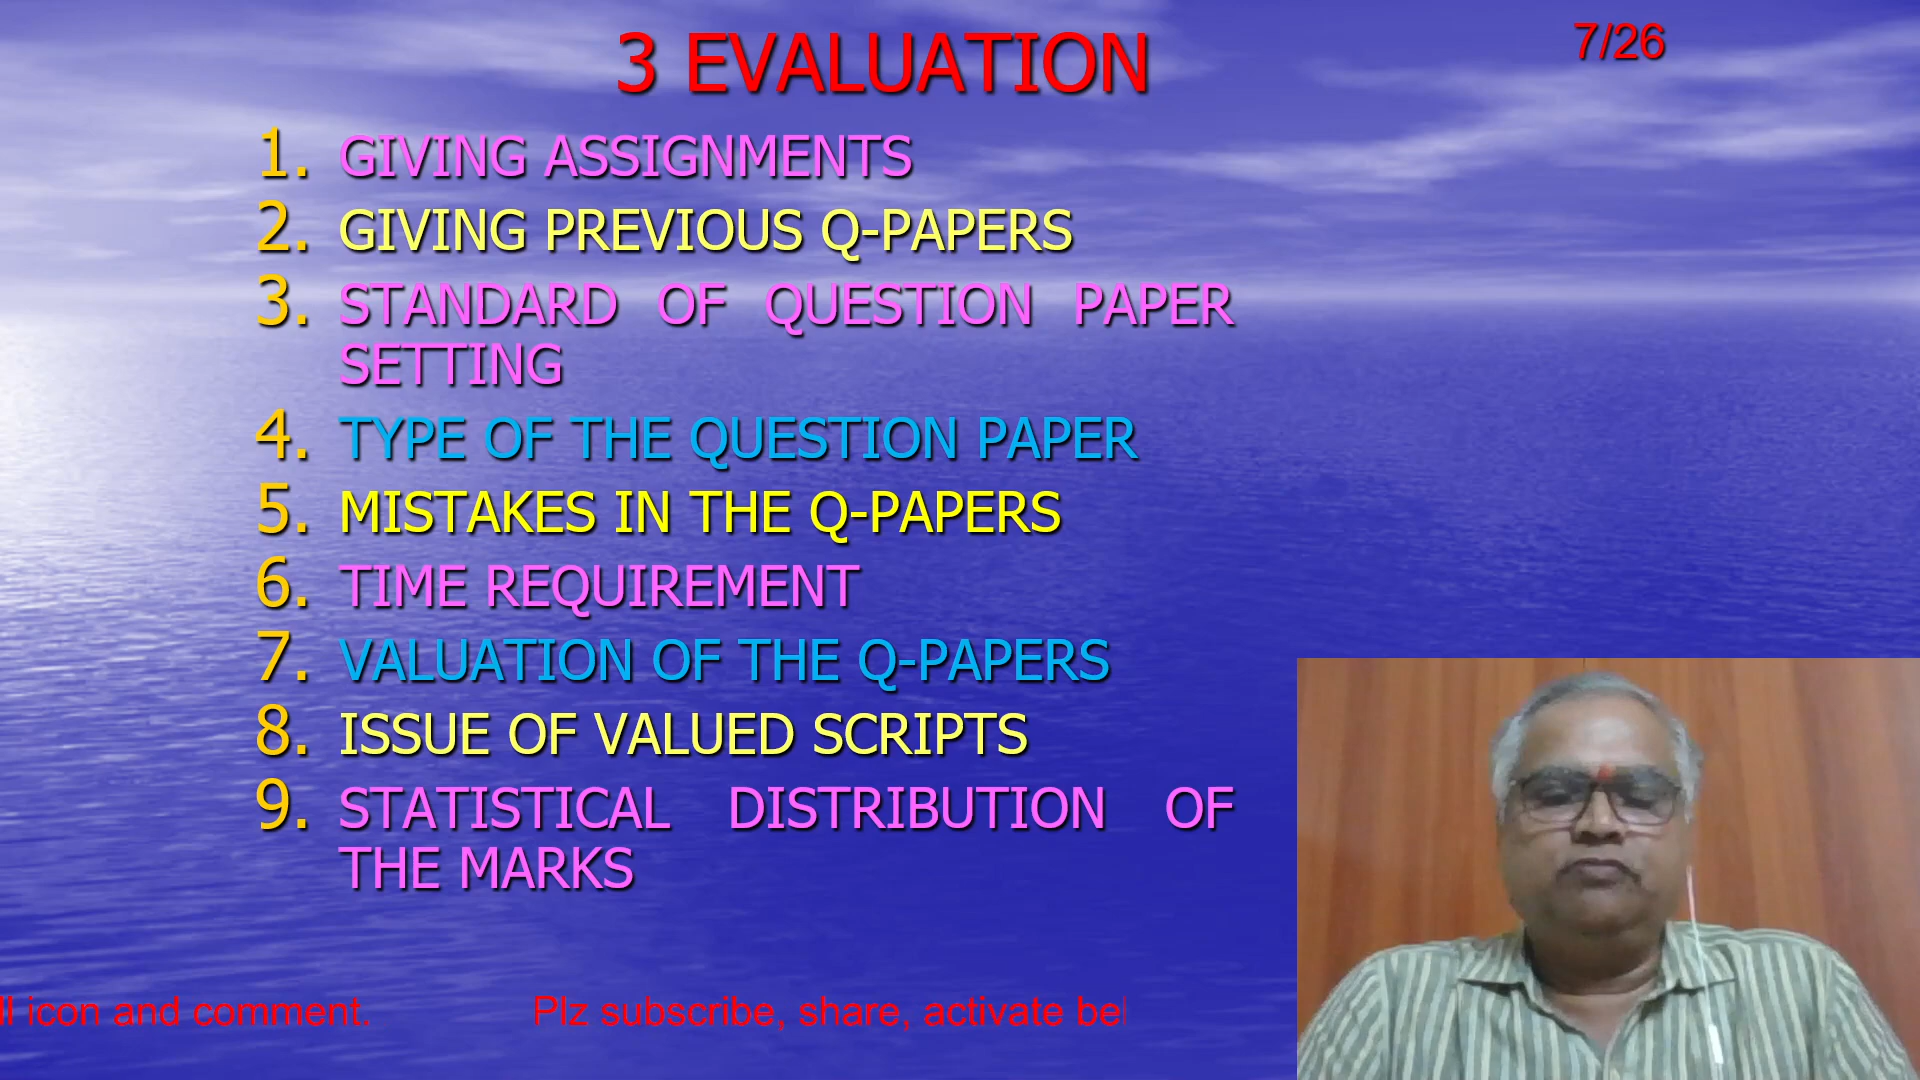 3 EVALUATION
7/26
1. GIVING ASSIGNMENTS
2. GIVING PREVIOUS Q-PAPERS
3. STANDARD OF QUESTION PAPER
SETTING
4. TYPE OF THE QUESTION PAPER
5. MISTAKES IN THE Q-PAPERS
6. TIME REQUIREMENT
7. VALUATION OF THE Q-PAPERS
8. ISSUE OF VALUED SCRIPTS
9. STATISTICAL DISTRIBUTION OF
THE MARKS
ll icon and comment. Plz subscribe, share, activate bel